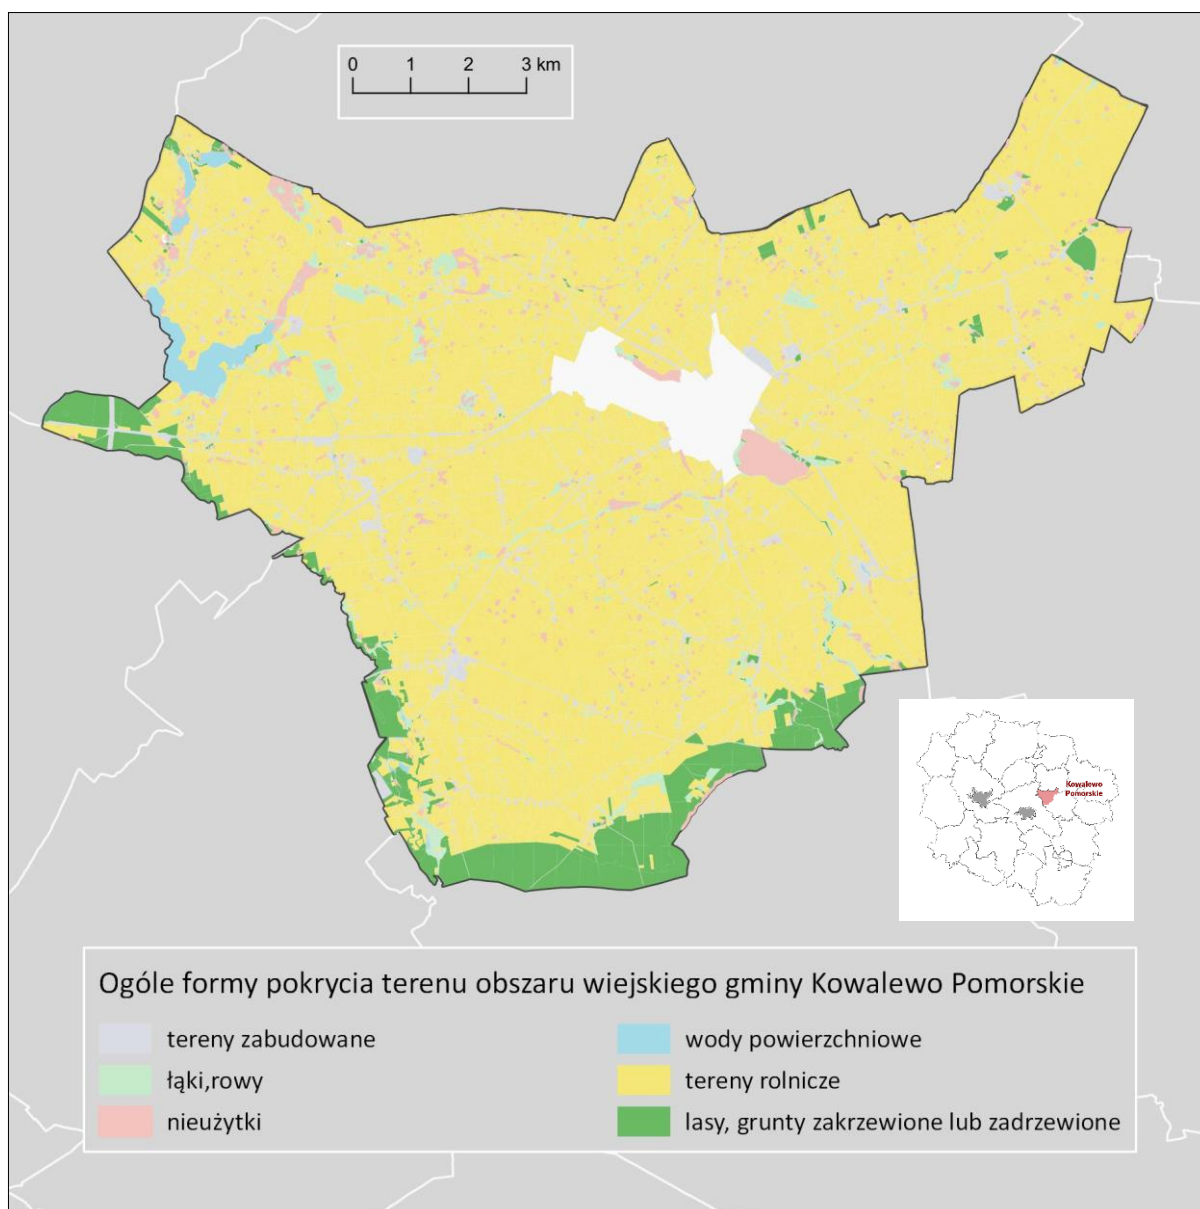 0 1 2 3 km
Kowalewo
Pomorskie
Ogóle formy pokrycia terenu obszaru wiejskiego gminy Kowalewo Pomorskie
tereny zabudowane
łąki,rowy
nieużytki
wody powierzchniowe
tereny rolnicze
lasy, grunty zakrzewione lub zadrzewione